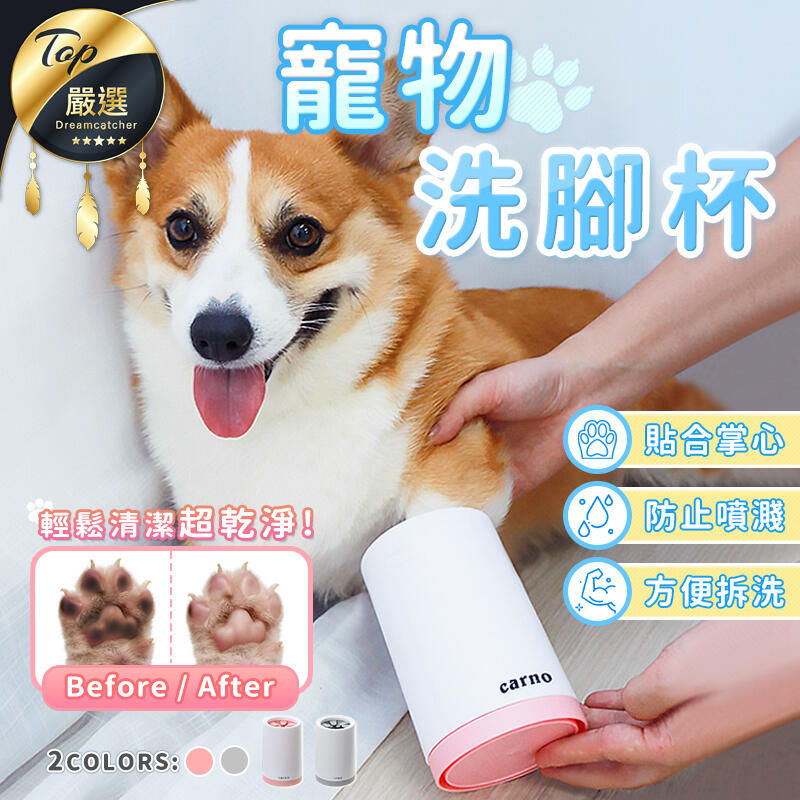 Top
嚴選
Dreamcatcher
寵物
洗腳杯
貼合掌心
防止噴濺
方便拆洗
輕鬆清潔超乾淨!
Before / After
carno
2COLORS: